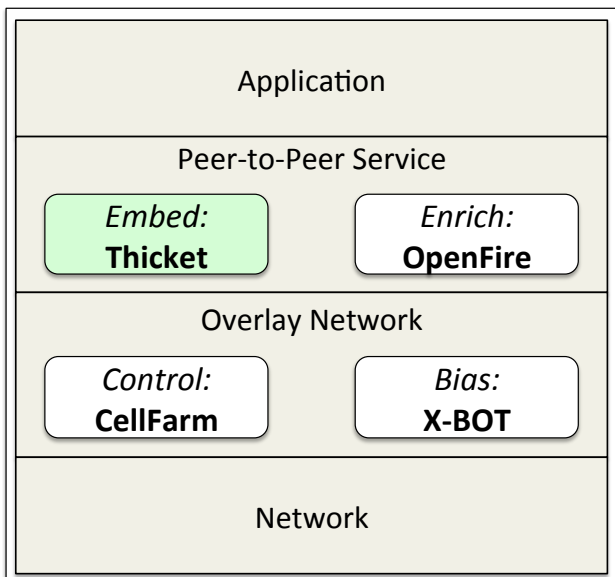 Application
Peer-to-Peer Service
Embed: Enrich:
Thicket OpenFire
Overlay Network
Control: Bias:
CellFarm X-BOT
Network